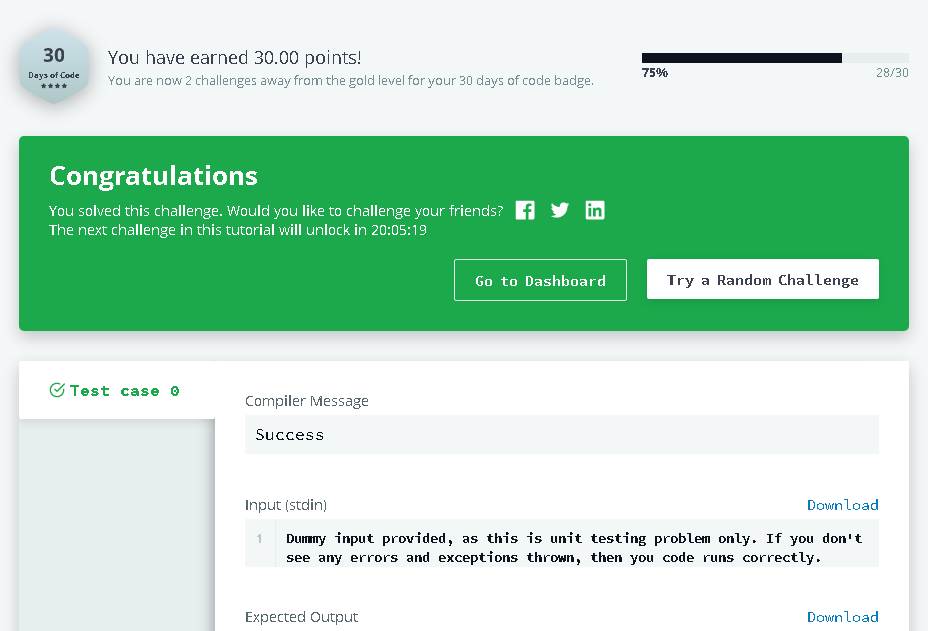 30
Days of Code
★★★★
You have earned 30.00 points!
You are now 2 challenges away from the gold level for your 30 days of code badge.
75%
28/30
Congratulations
You solved this challenge. Would you like to challenge your friends?
The next challenge in this tutorial will unlock in 20:05:19
Go to Dashboard
Try a Random Challenge
Test case 0
Compiler Message
Success
Input (stdin)
Download
1
Dummy input provided, as this is unit testing problem only. If you don't
see any errors and exceptions thrown, then you code runs correctly.
Expected Output
Download